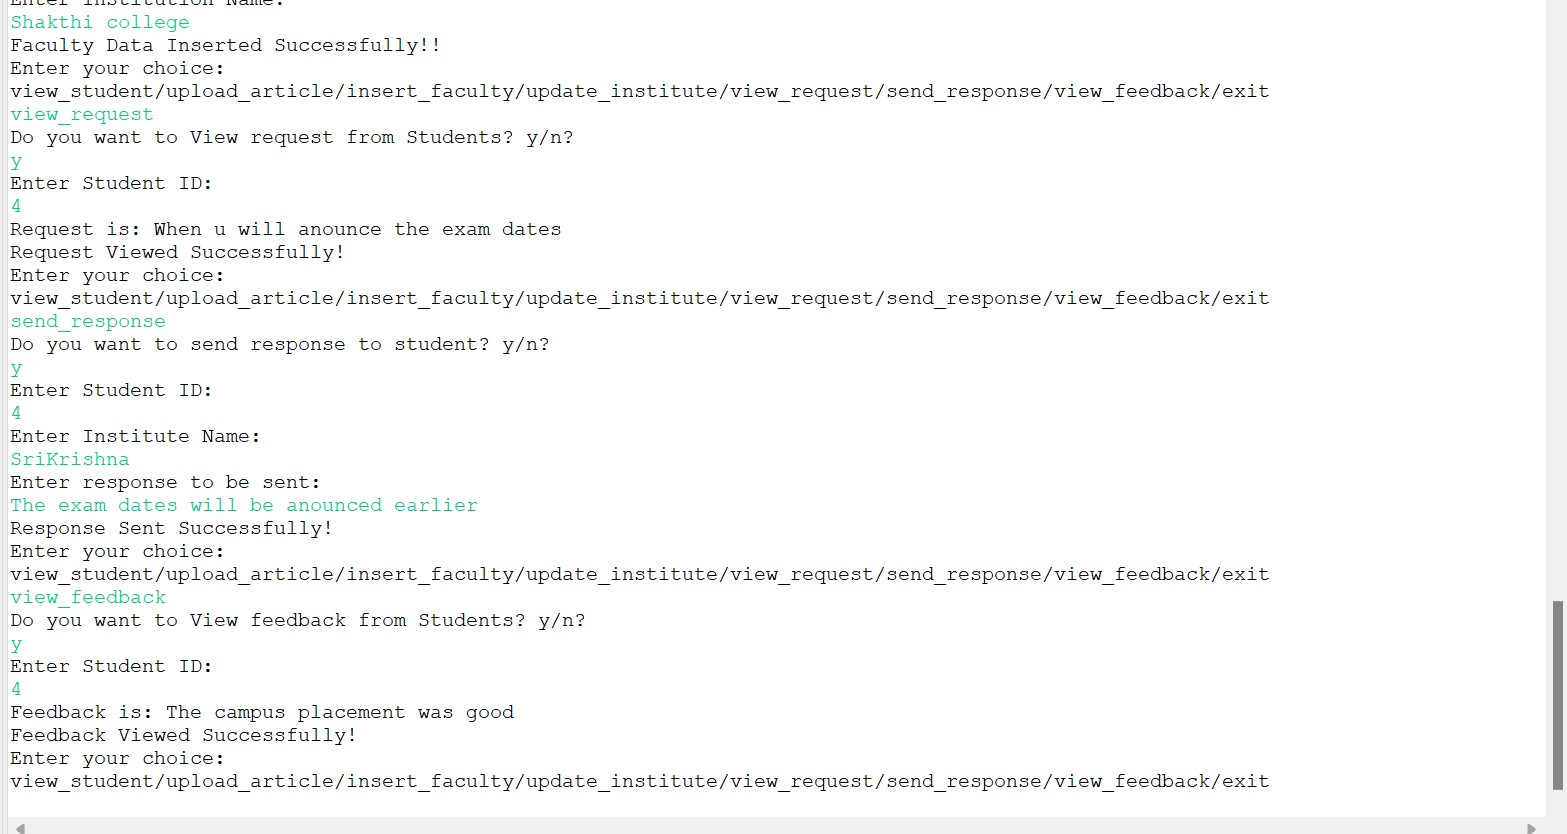 Enter Institution Name:
Shakthi college
Faculty Data Inserted Successfully!!
Enter your choice:
view_student/upload_article/insert_faculty/update_institute/view_request/send_response/view_feedback/exit
view_request
Do you want to View request from Students? y/n?
y
Enter Student ID:
4
Request is: When u will anounce the exam dates
Request Viewed Successfully!
Enter your choice:
view_student/upload_article/insert_faculty/update_institute/view_request/send_response/view_feedback/exit
send_response
Do you want to send response to student? y/n?
y
Enter Student ID:
4
Enter Institute Name:
SriKrishna
Enter response to be sent:
The exam dates will be anounced earlier
Response Sent Successfully!
Enter your choice:
view_student/upload_article/insert_faculty/update_institute/view_request/send_response/view_feedback/exit
view_feedback
Do you want to View feedback from Students? y/n?
y
Enter Student ID:
4
Feedback is: The campus placement was good
Feedback Viewed Successfully!
Enter your choice:
view_student/upload_article/insert_faculty/update_institute/view_request/send_response/view_feedback/exit